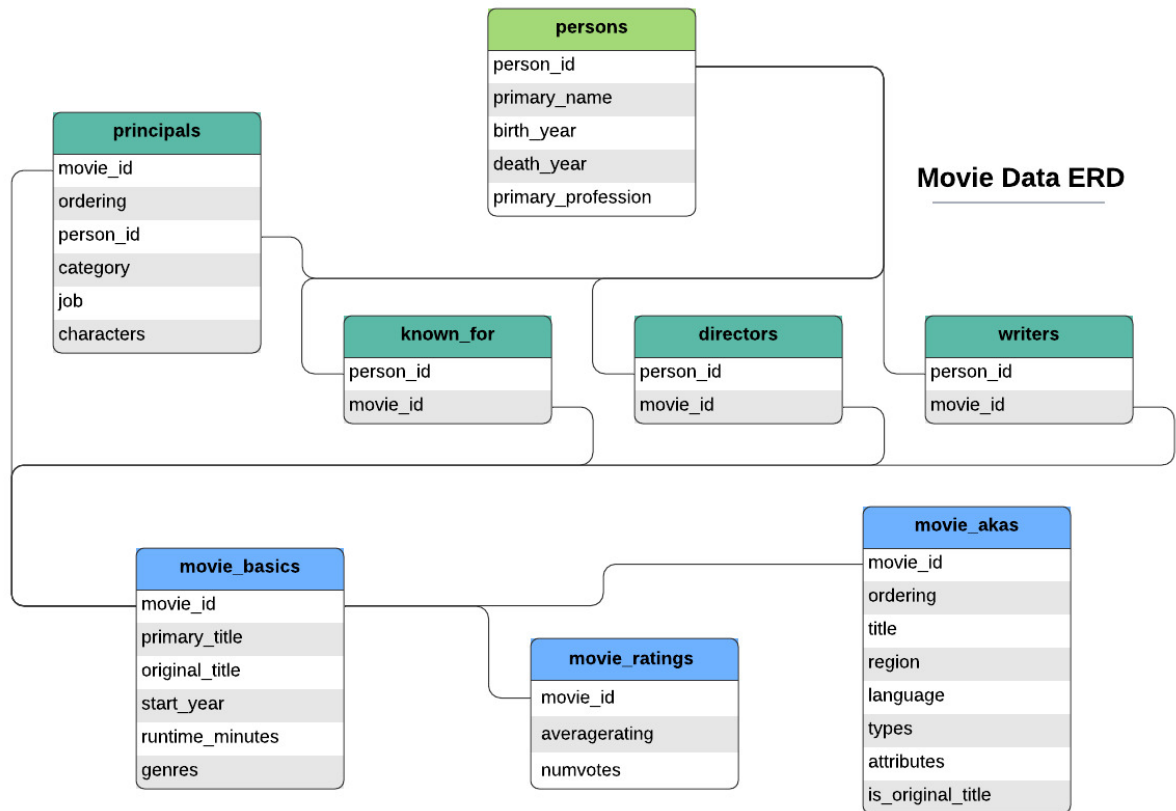 persons
person_id
primary_name
birth_year
death_year
primary_profession
principals
movie_id
ordering
person_id
category
job
characters
Movie Data ERD
known_for
person_id
movie_id
directors
person_id
movie_id
writers
person_id
movie_id
movie_basics
movie_id
primary_title
original_title
start_year
runtime_minutes
genres
movie_ratings
movie_id
averagerating
numvotes
movie_akas
movie_id
ordering
title
region
language
types
attributes
is_original_title